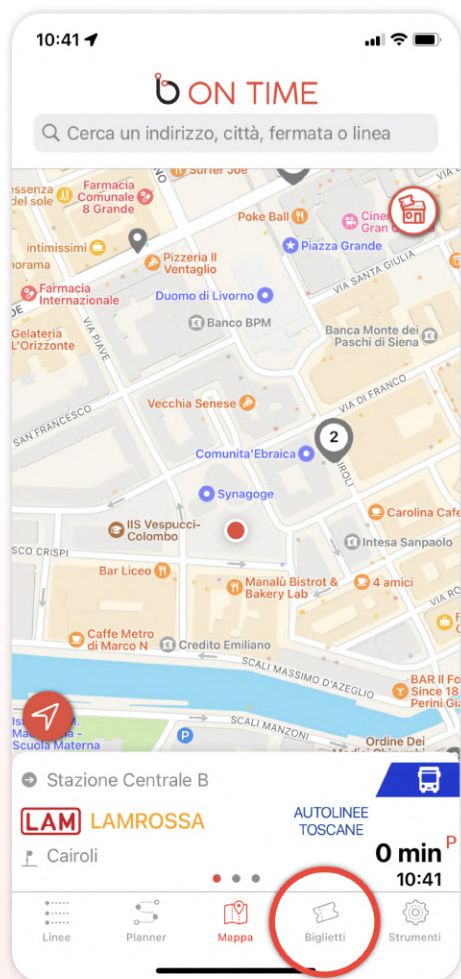 10:41
b ON TIME
Cerca un indirizzo, città, fermata o linea
Surfer Joe
Farmacia
Comunale
8 Grande
essenza
del sole
Poke Ball
Piazza Grande
intimissimi
Pizzeria Il
Ventaglio
VIA SANTA GIULIA
Farmacia
Internazionale
Duomo di Livorno
Banco BPM
Gelateria
L'Orizzonte
VIA PIAVE
Banca Monte dei
Paschi di Siena
Vecchia Senese
VIA DI FRANCO
SAN FRANCESCO
2
Comunita'Ebraica
Synagoge
Carolina Cafe
IIS Vespucci-
Colombo
Intesa Sanpaolo
SCO CRISPI
Bar Liceo
Manalù Bistrot &
Bakery Lab
4 amici
Caffe Metro
di Marco N
Credito Emiliano
SCALI MASSIMO D'AZEGLIO
BAR Il Fo
Since 18
Perini Gia
SCALI MANZONI
P
Scuola Materna
Ordine Dei
Stazione Centrale B
LAM LAMROSSA
AUTOLINEE
TOSCANE
Cairoli
0 min P
10:41
Linee
Planner
Mappa
Biglietti
Strumenti